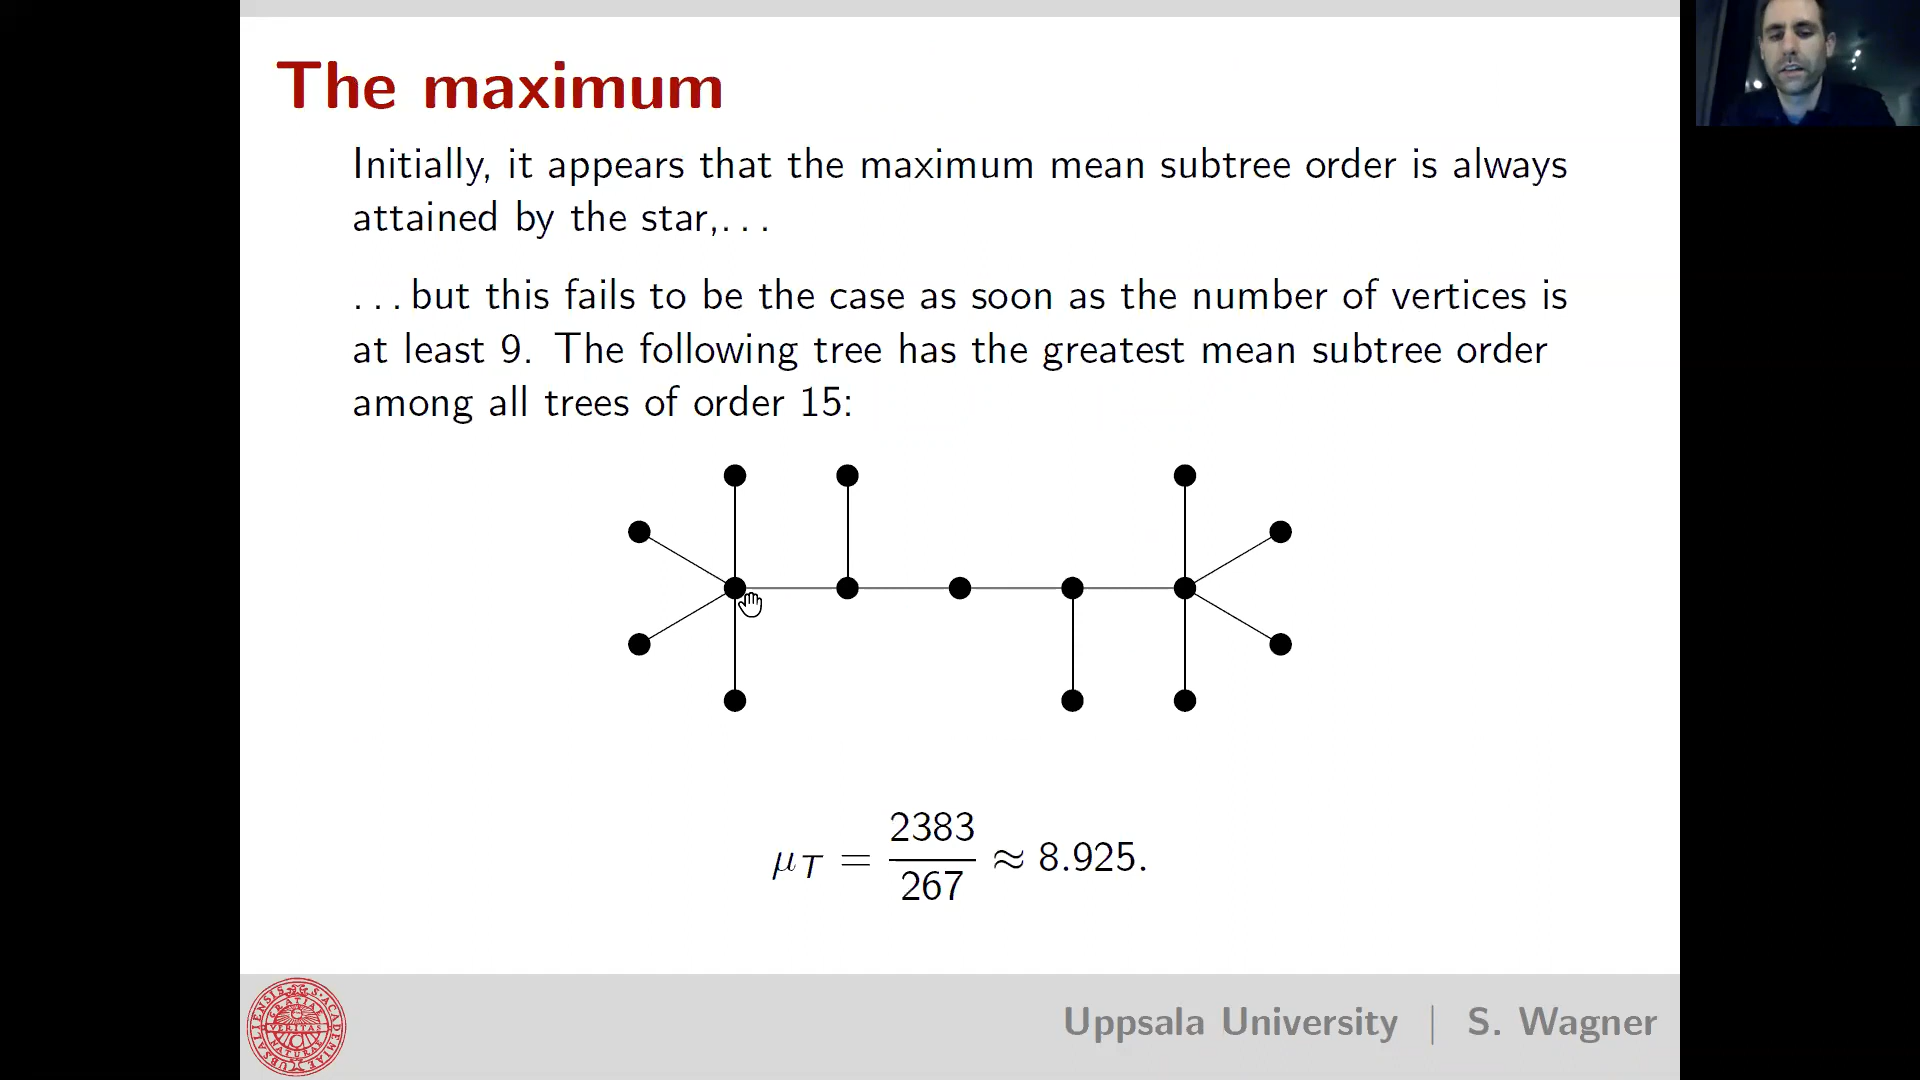 The maximum
Initially, it appears that the maximum mean subtree order is always
attained by the star,...
...but this fails to be the case as soon as the number of vertices is
at least 9. The following tree has the greatest mean subtree order
among all trees of order 15:
μ_T = 2383/267 ≈ 8.925.
Uppsala University | S. Wagner